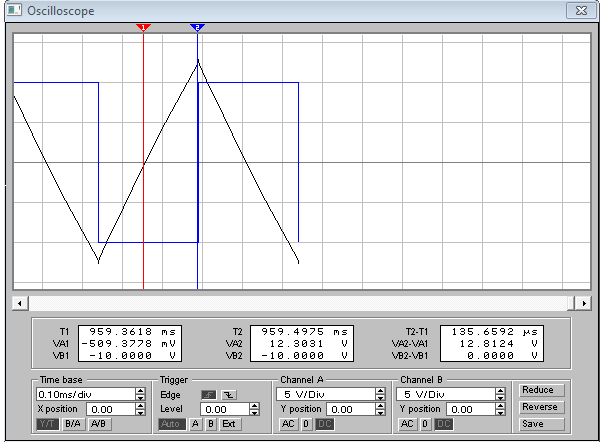 Oscilloscope
1 2
T1 959.3618 ms T2 959.4975 ms T2-T1 135.6592 µs
VA1 -509.3778 mV VA2 12.3031 V VA2-VA1 12.8124 V
VB1 -10.0000 V VB2 -10.0000 V VB2-VB1 0.0000 V
Time base Trigger Channel A Channel B
0.10ms/div Edge 5 V/Div 5 V/Div Reduce
X position 0.00 Level 0.00 Y position 0.00 Y position 0.00 Reverse
Y/T B/A A/B Auto A B Ext AC 0 DC AC 0 DC Save